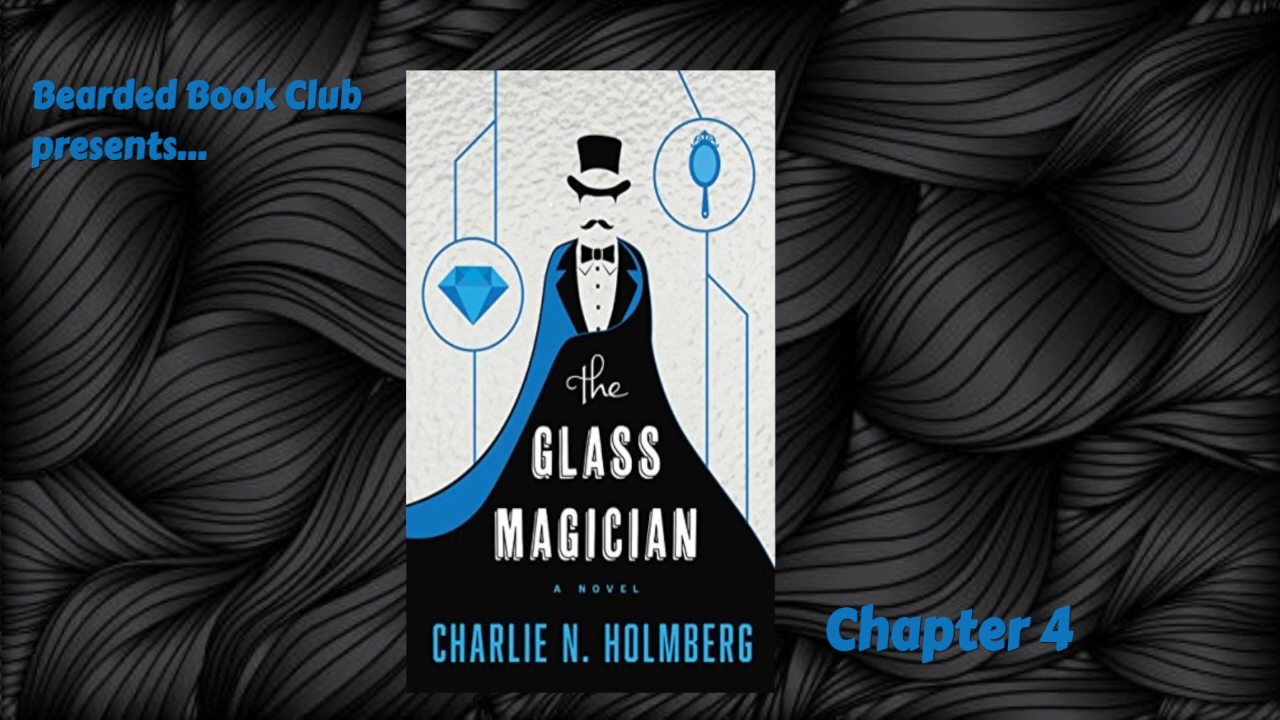 Bearded Book Club
presents...
the
GLASS
MAGICIAN
A NOVEL
CHARLIE N. HOLMBERG
Chapter 4